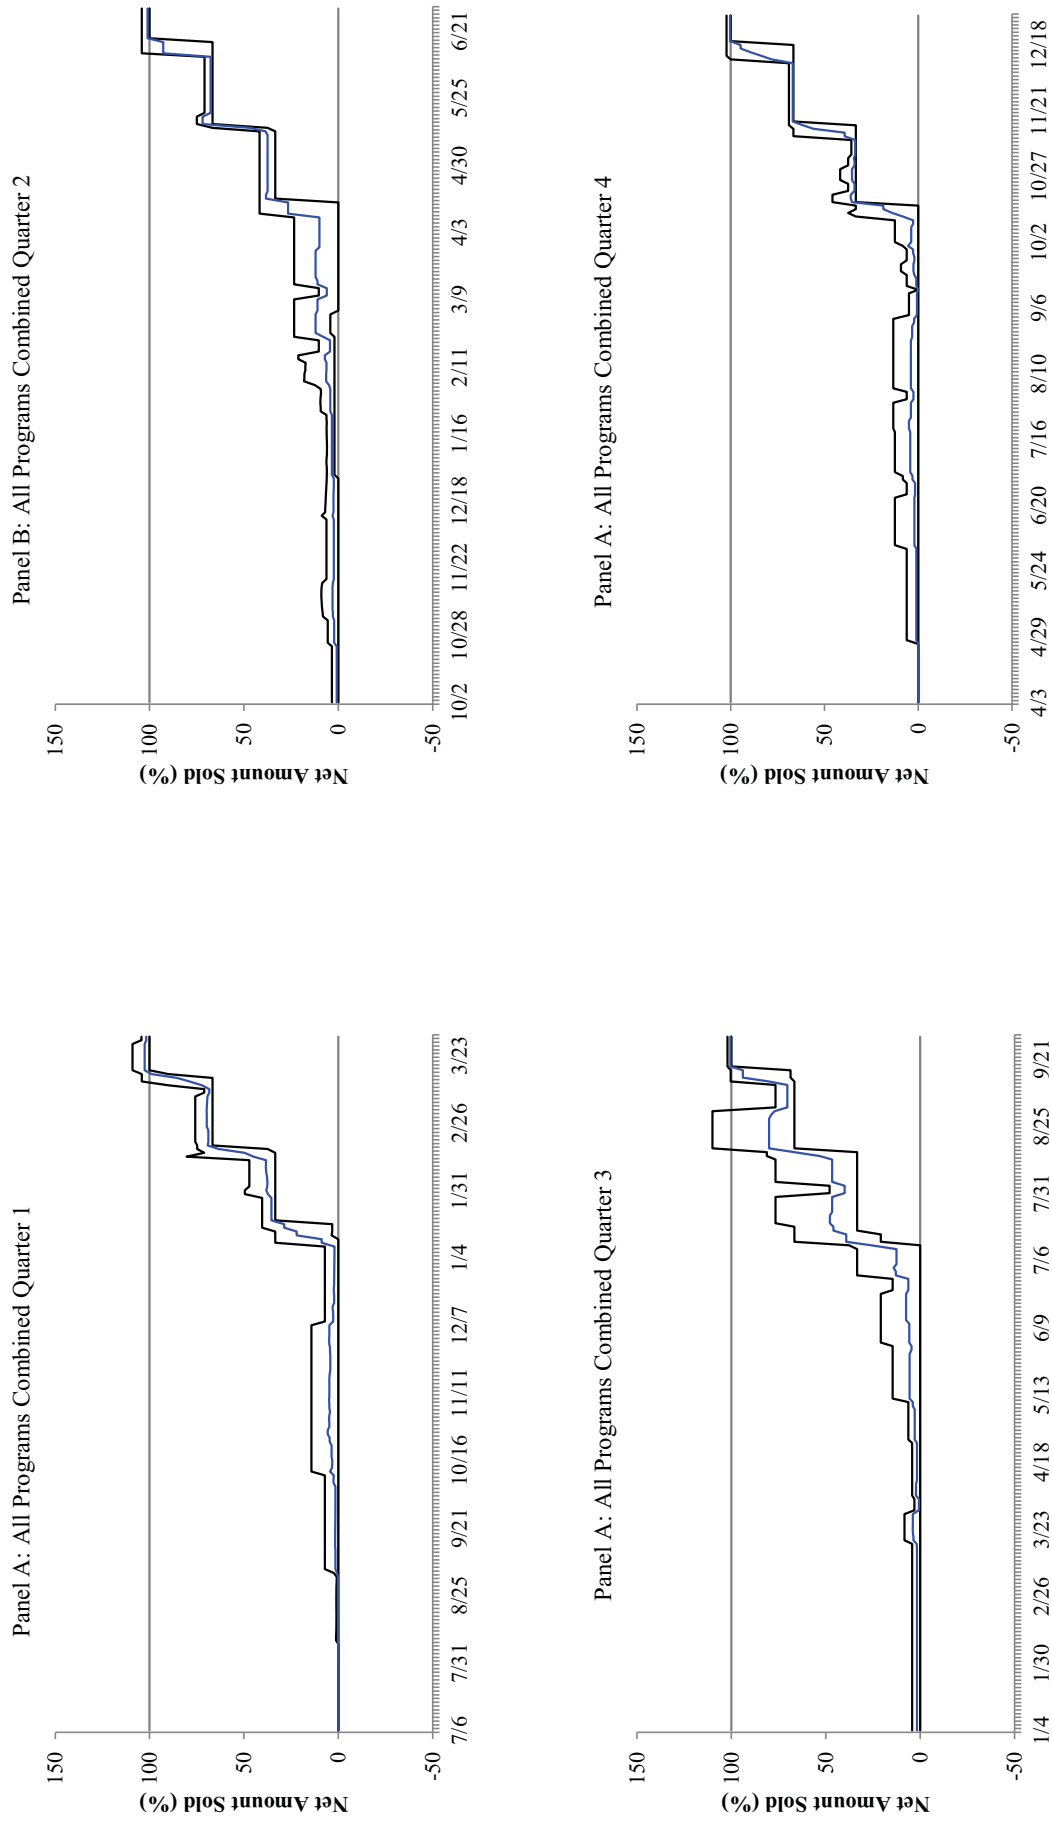 Panel A: All Programs Combined Quarter 1
Net Amount Sold (%)
150
100
50
0
-50
7/6 7/31 8/25 9/21 10/16 11/11 12/7 1/4 1/31 2/26 3/23
Panel B: All Programs Combined Quarter 2
Net Amount Sold (%)
150
100
50
0
-50
10/2 10/28 11/22 12/18 1/16 2/11 3/9 4/3 4/30 5/25 6/21
Panel A: All Programs Combined Quarter 3
Net Amount Sold (%)
150
100
50
0
-50
1/4 1/30 2/26 3/23 4/18 5/13 6/9 7/6 7/31 8/25 9/21
Panel A: All Programs Combined Quarter 4
Net Amount Sold (%)
150
100
50
0
-50
4/3 4/29 5/24 6/20 7/16 8/10 9/6 10/2 10/27 11/21 12/18